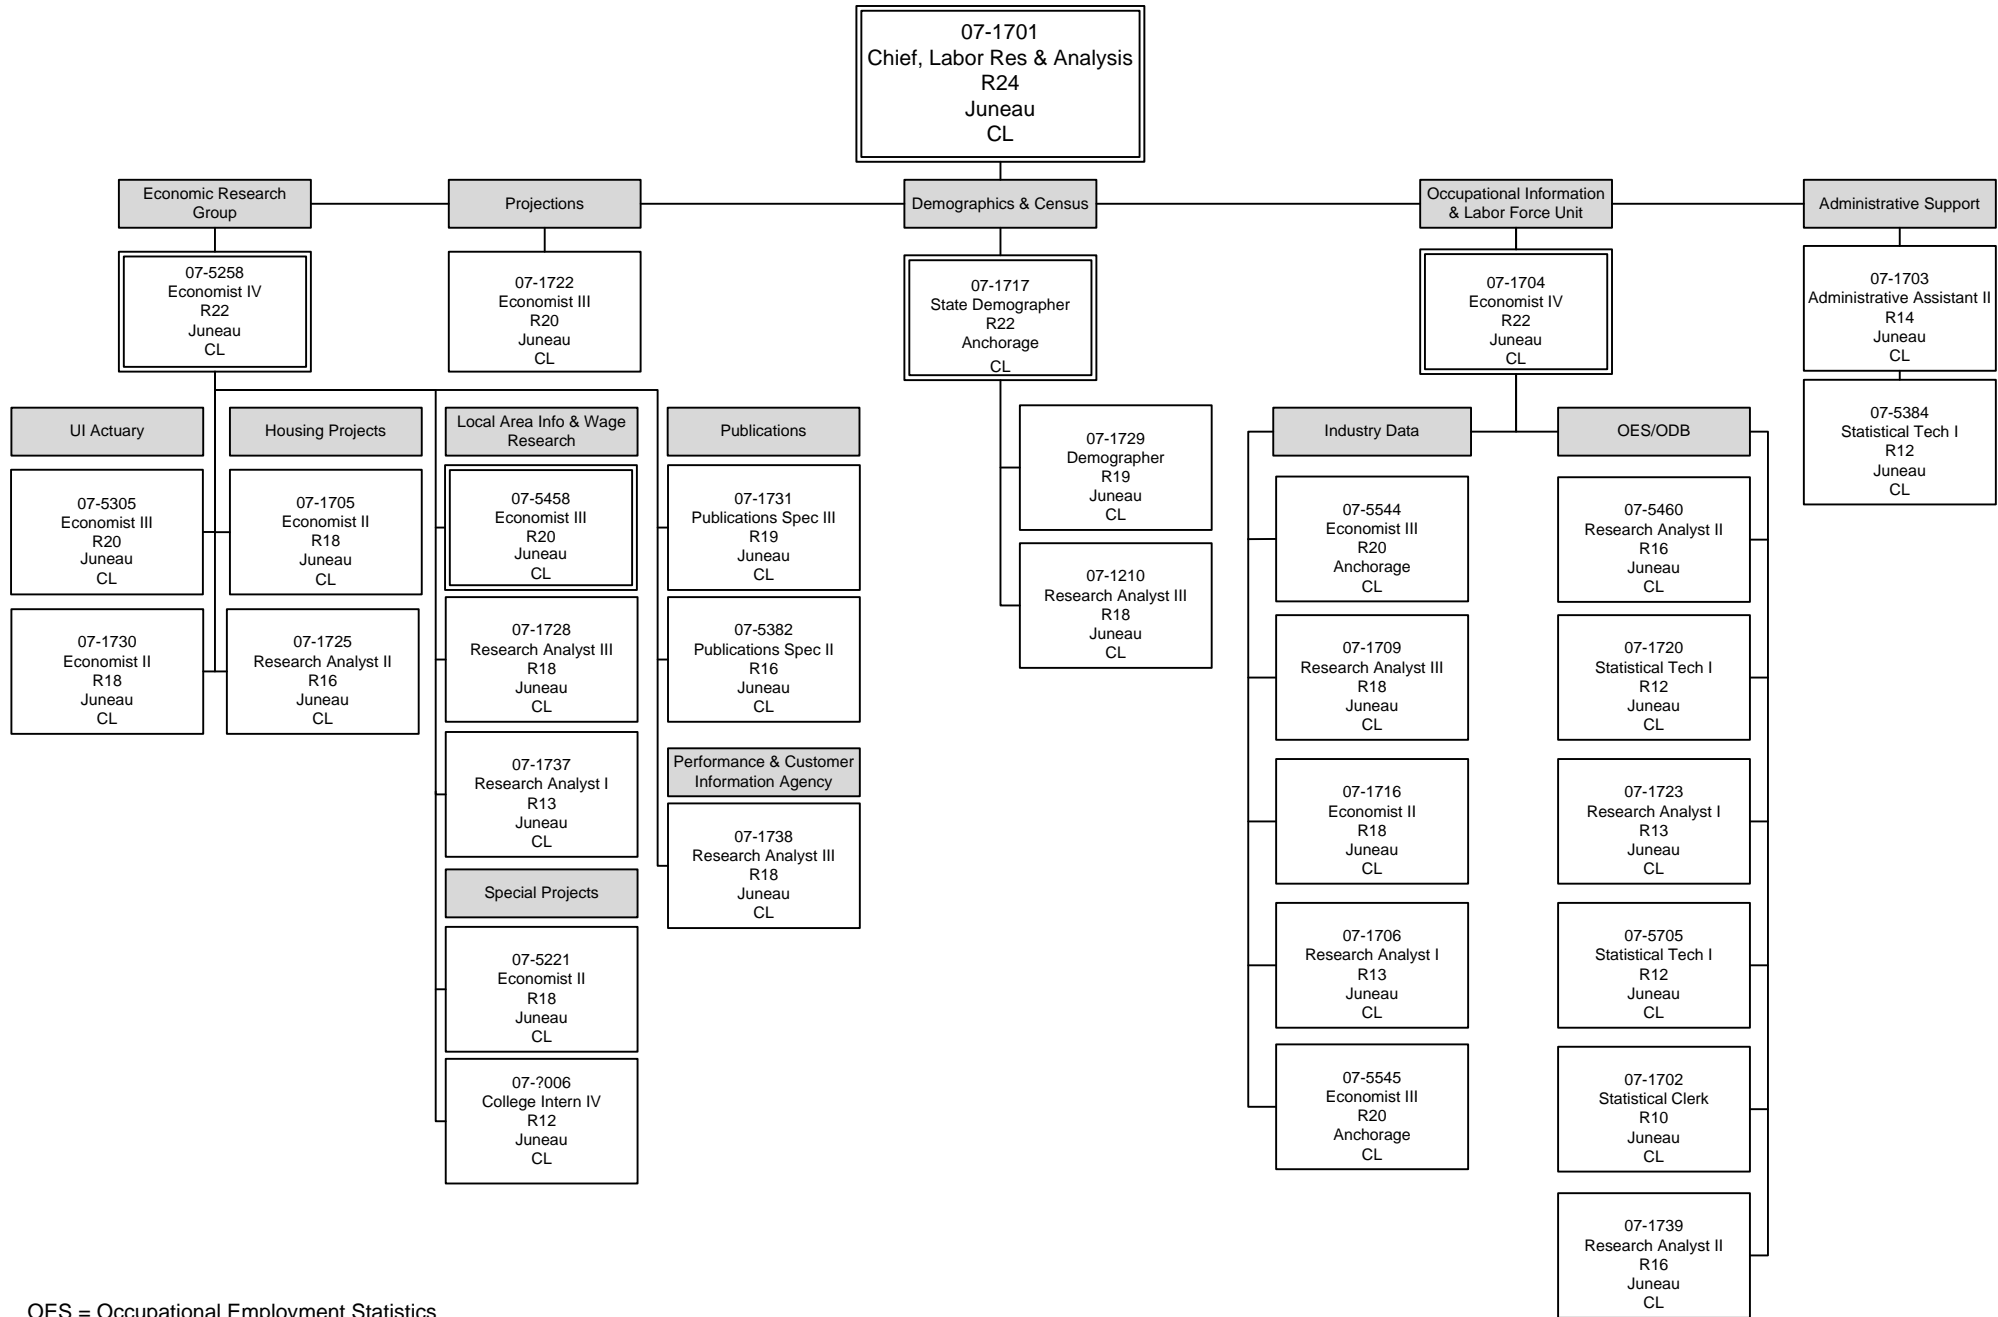 07-1701
Chief, Labor Res & Analysis
R24
Juneau
CL
Economic Research
Group
Projections
Demographics & Census
Occupational Information
& Labor Force Unit
Administrative Support
07-5258
Economist IV
R22
Juneau
CL
07-1722
Economist III
R20
Juneau
CL
07-1717
State Demographer
R22
Anchorage
CL
07-1704
Economist IV
R22
Juneau
CL
07-1703
Administrative Assistant II
R14
Juneau
CL
07-5384
Statistical Tech I
R12
Juneau
CL
UI Actuary
07-5305
Economist III
R20
Juneau
CL
07-1730
Economist II
R18
Juneau
CL
Housing Projects
07-1705
Economist II
R18
Juneau
CL
07-1725
Research Analyst II
R16
Juneau
CL
Local Area Info & Wage
Research
07-5458
Economist III
R20
Juneau
CL
07-1728
Research Analyst III
R18
Juneau
CL
07-1737
Research Analyst I
R13
Juneau
CL
Special Projects
07-5221
Economist II
R18
Juneau
CL
07-?006
College Intern IV
R12
Juneau
CL
Publications
07-1731
Publications Spec III
R19
Juneau
CL
07-5382
Publications Spec II
R16
Juneau
CL
Performance & Customer
Information Agency
07-1738
Research Analyst III
R18
Juneau
CL
07-1729
Demographer
R19
Juneau
CL
07-1210
Research Analyst III
R18
Juneau
CL
Industry Data
07-5544
Economist III
R20
Anchorage
CL
07-1709
Research Analyst III
R18
Juneau
CL
07-1716
Economist II
R18
Juneau
CL
07-1706
Research Analyst I
R13
Juneau
CL
07-5545
Economist III
R20
Anchorage
CL
OES/ODB
07-5460
Research Analyst II
R16
Juneau
CL
07-1720
Statistical Tech I
R12
Juneau
CL
07-1723
Research Analyst I
R13
Juneau
CL
07-5705
Statistical Tech I
R12
Juneau
CL
07-1702
Statistical Clerk
R10
Juneau
CL
07-1739
Research Analyst II
R16
Juneau
CL
OES = Occupational Employment Statistics